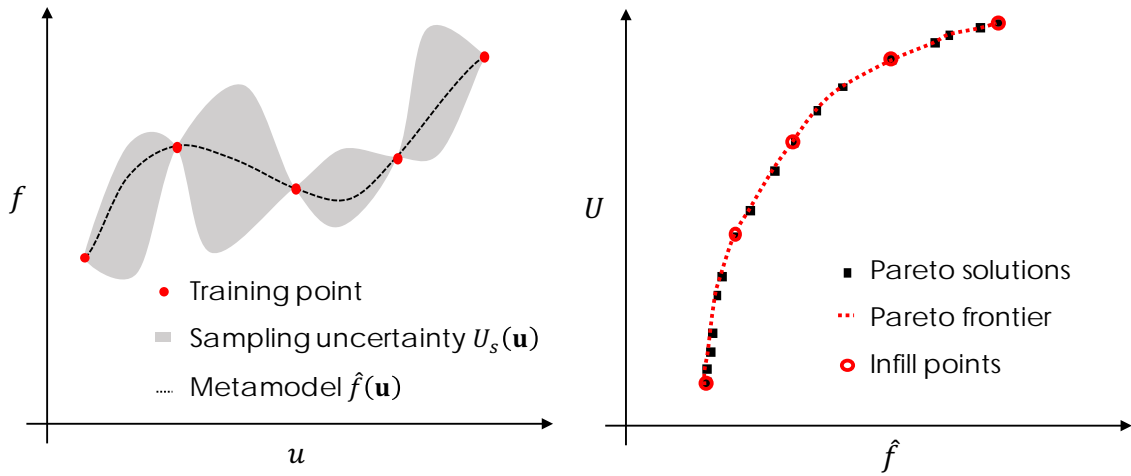 f
Training point
Sampling uncertainty U_s(u)
Metamodel f̂(u)
u
U
Pareto solutions
Pareto frontier
Infill points
f̂